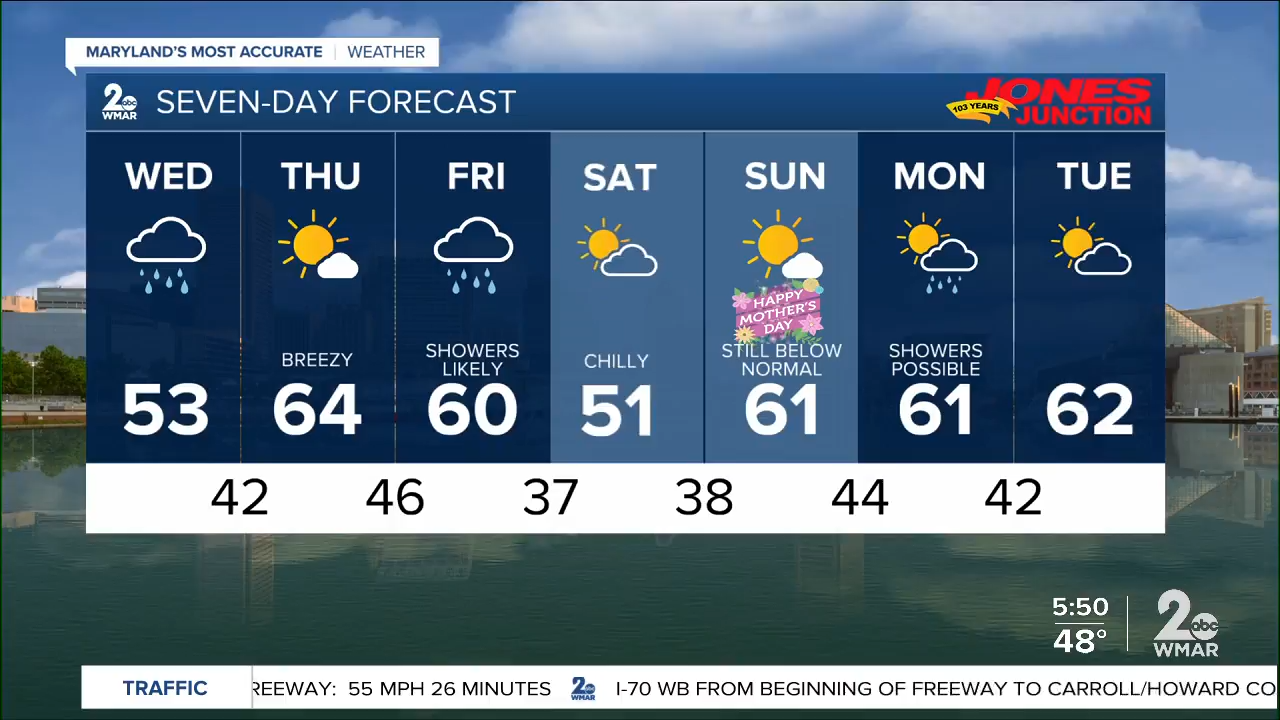 MARYLAND'S MOST ACCURATE | WEATHER
2 abc WMAR
SEVEN-DAY FORECAST
103 YEARS
JONES
JUNCTION
WED THU FRI SAT SUN MON TUE
HAPPY
MOTHER'S
DAY
BREEZY
SHOWERS
LIKELY
CHILLY
STILL BELOW
NORMAL
SHOWERS
POSSIBLE
53 64 60 51 61 61 62
42 46 37 38 44 42
5:50
48°
2 abc
WMAR
TRAFFIC
REEWAY: 55 MPH 26 MINUTES 2 abc WMAR I-70 WB FROM BEGINNING OF FREEWAY TO CARROLL/HOWARD CO